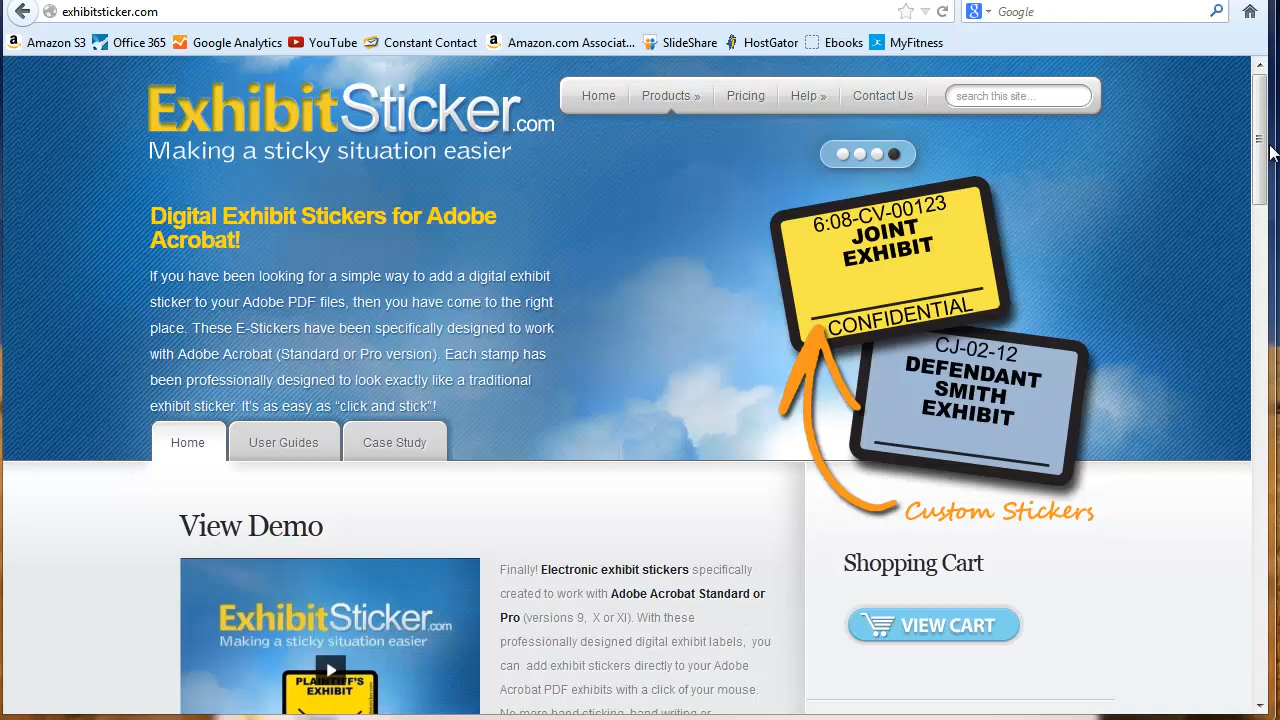 exhibitsticker.com
Google
Amazon S3
Office 365
Google Analytics
YouTube
Constant Contact
Amazon.com Associat...
SlideShare
HostGator
Ebooks
MyFitness
ExhibitSticker.com
Making a sticky situation easier
Home
Products »
Pricing
Help »
Contact Us
search this site...
Digital Exhibit Stickers for Adobe
Acrobat!
If you have been looking for a simple way to add a digital exhibit
sticker to your Adobe PDF files, then you have come to the right
place. These E-Stickers have been specifically designed to work
with Adobe Acrobat (Standard or Pro version). Each stamp has
been professionally designed to look exactly like a traditional
exhibit sticker. It's as easy as “click and stick”!
6:08-CV-00123
JOINT
EXHIBIT
CONFIDENTIAL
CJ-02-12
DEFENDANT
SMITH
EXHIBIT
Custom Stickers
Home
User Guides
Case Study
View Demo
ExhibitSticker.com
Making a sticky situation easier
PLAINTIFF'S
EXHIBIT
Finally! Electronic exhibit stickers specifically
created to work with Adobe Acrobat Standard or
Pro (versions 9, X or XI). With these
professionally designed digital exhibit labels, you
can add exhibit stickers directly to your Adobe
Acrobat PDF exhibits with a click of your mouse.
No more hand sticking, hand writing or
Shopping Cart
VIEW CART